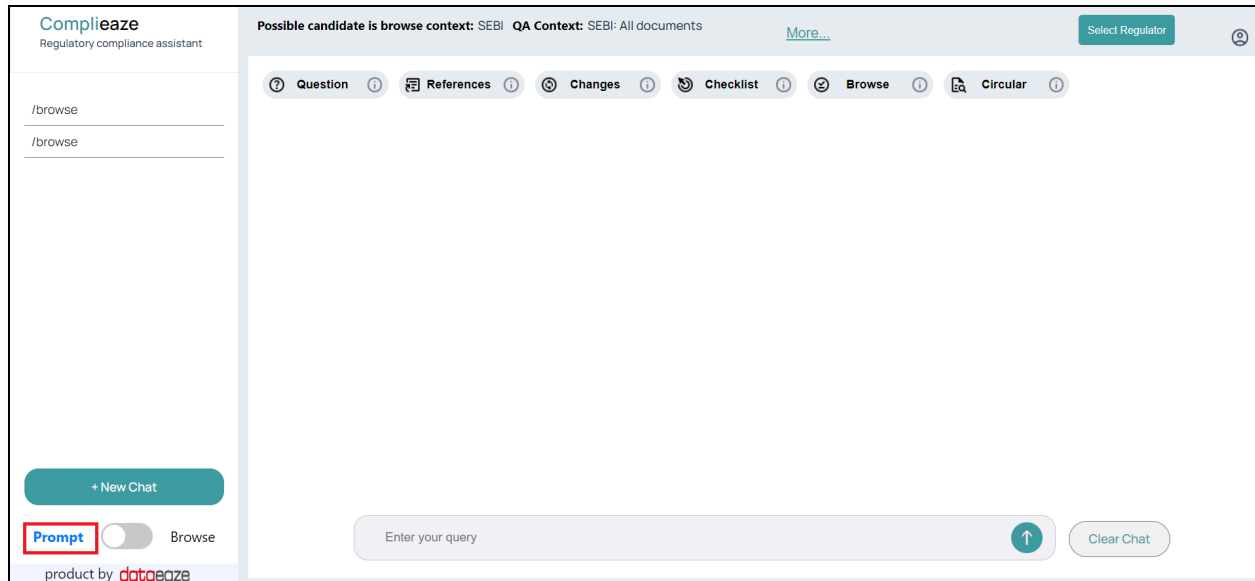 Complieaze
Regulatory compliance assistant
Possible candidate is browse context: SEBI QA Context: SEBI: All documents
More...
Select Regulator
Question
References
Changes
Checklist
Browse
Circular
/browse
/browse
+ New Chat
Prompt
Browse
Enter your query
Clear Chat
product by dataeaze